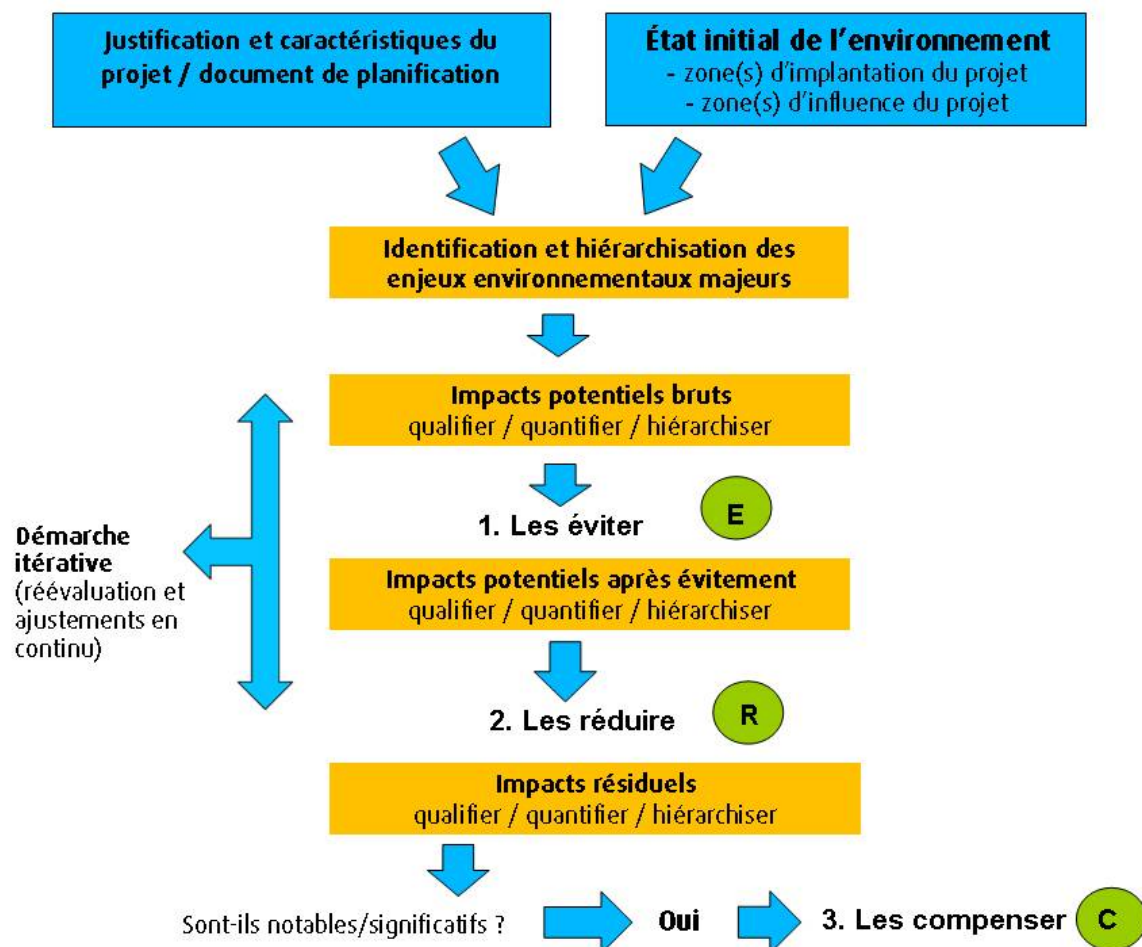 Justification et caractéristiques du
projet / document de planification
État initial de l’environnement
- zone(s) d’implantation du projet
- zone(s) d’influence du projet
Identification et hiérarchisation des
enjeux environnementaux majeurs
Impacts potentiels bruts
qualifier / quantifier / hiérarchiser
1. Les éviter
E
Démarche
itérative
(réévaluation et
ajustements en
continu)
Impacts potentiels après évitement
qualifier / quantifier / hiérarchiser
2. Les réduire
R
Impacts résiduels
qualifier / quantifier / hiérarchiser
Sont-ils notables/significatifs ?
Oui
3. Les compenser
C